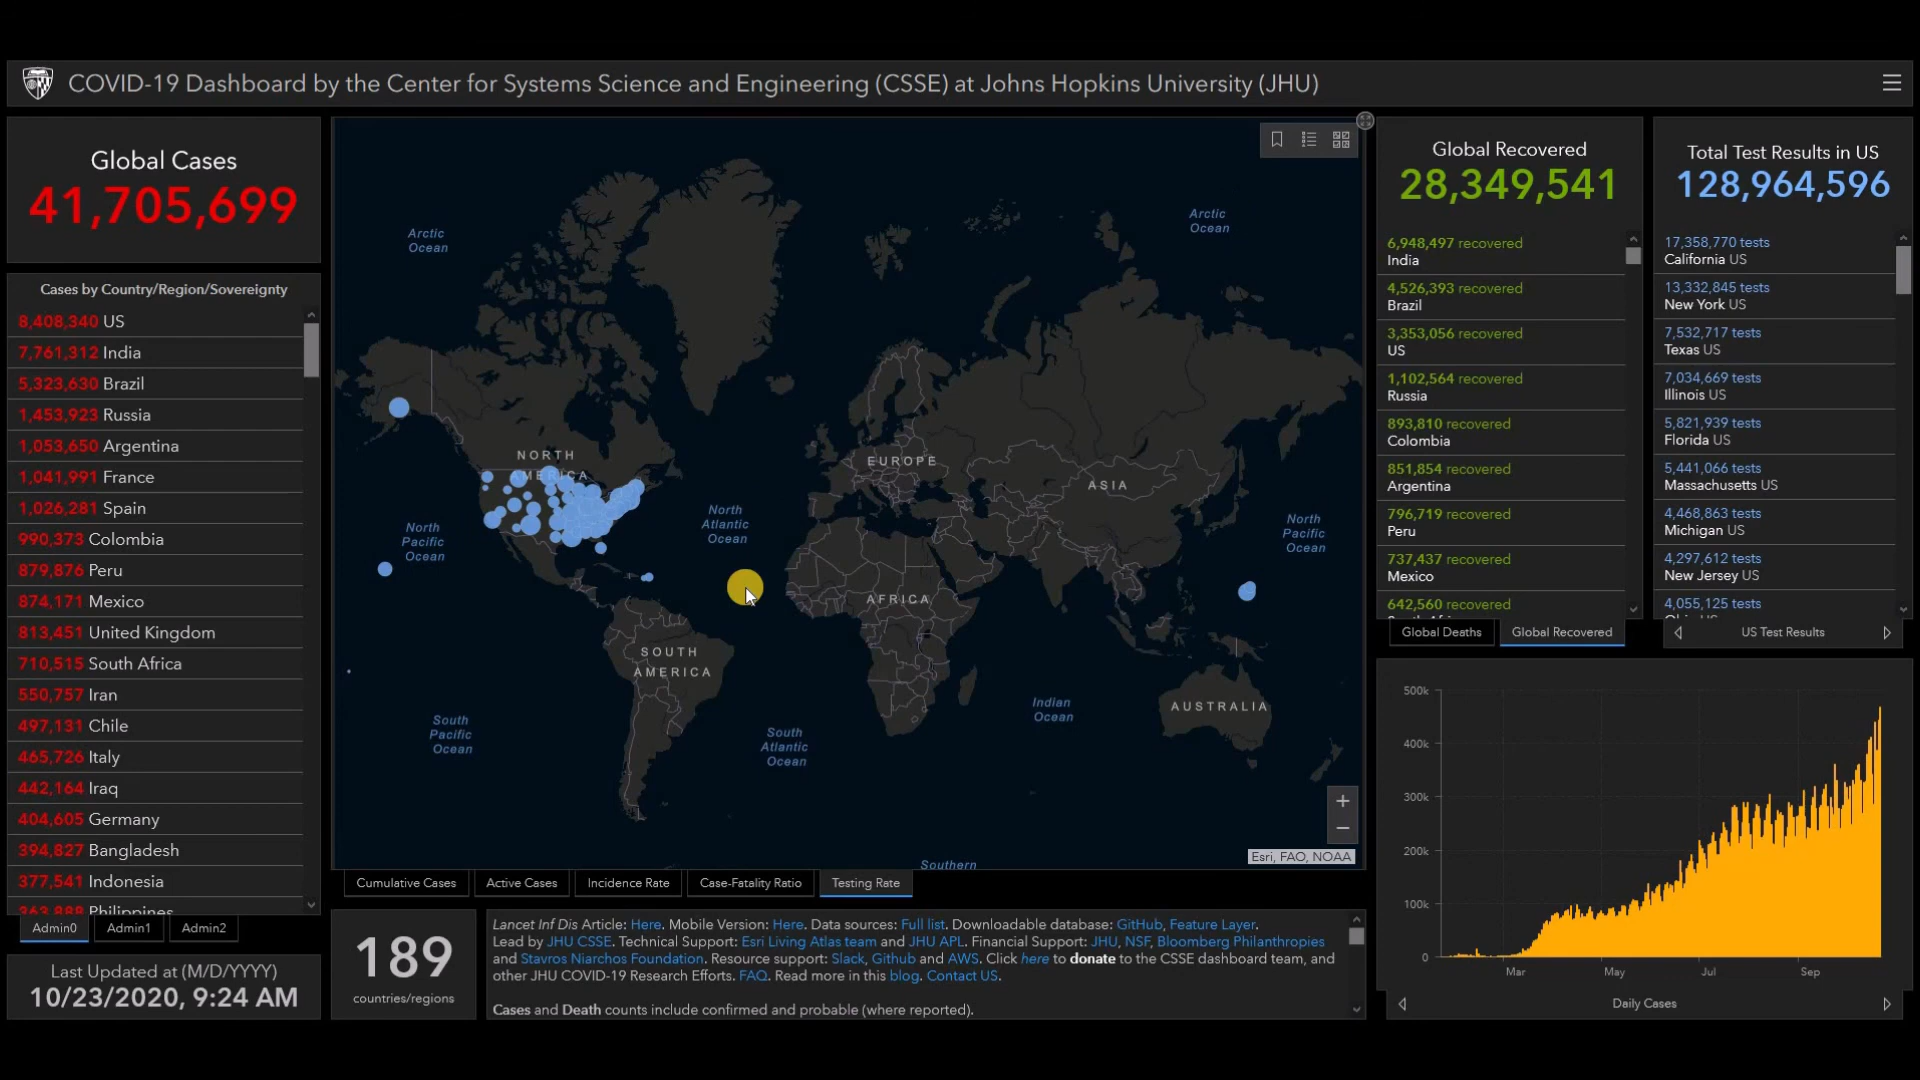 COVID-19 Dashboard by the Center for Systems Science and Engineering (CSSE) at Johns Hopkins University (JHU)
Global Cases
41,705,699
Cases by Country/Region/Sovereignty
8,408,340 US
7,761,312 India
5,323,630 Brazil
1,453,923 Russia
1,053,650 Argentina
1,041,991 France
1,026,281 Spain
990,373 Colombia
879,876 Peru
874,171 Mexico
813,451 United Kingdom
710,515 South Africa
550,757 Iran
497,131 Chile
465,726 Italy
442,164 Iraq
404,605 Germany
394,827 Bangladesh
377,541 Indonesia
363,888 Philippines
Admin0
Admin1
Admin2
Last Updated at (M/D/YYYY)
10/23/2020, 9:24 AM
Arctic
Ocean
Arctic
Ocean
NORTH
AMERICA
EUROPE
ASIA
North
Pacific
Ocean
North
Atlantic
Ocean
North
Pacific
Ocean
AFRICA
SOUTH
AMERICA
South
Pacific
Ocean
South
Atlantic
Ocean
Indian
Ocean
AUSTRALIA
Southern
+
−
Esri, FAO, NOAA
Cumulative Cases
Active Cases
Incidence Rate
Case-Fatality Ratio
Testing Rate
189
countries/regions
Lancet Inf Dis Article: Here. Mobile Version: Here. Data sources: Full list. Downloadable database: GitHub, Feature Layer.
Lead by JHU CSSE. Technical Support: Esri Living Atlas team and JHU APL. Financial Support: JHU, NSF, Bloomberg Philanthropies
and Stavros Niarchos Foundation. Resource support: Slack, Github and AWS. Click here to donate to the CSSE dashboard team, and
other JHU COVID-19 Research Efforts. FAQ. Read more in this blog. Contact US.
Cases and Death counts include confirmed and probable (where reported).
Global Recovered
28,349,541
6,948,497 recovered
India
4,526,393 recovered
Brazil
3,353,056 recovered
US
1,102,564 recovered
Russia
893,810 recovered
Colombia
851,854 recovered
Argentina
796,719 recovered
Peru
737,437 recovered
Mexico
642,560 recovered
Global Deaths
Global Recovered
Total Test Results in US
128,964,596
17,358,770 tests
California US
13,332,845 tests
New York US
7,532,717 tests
Texas US
7,034,669 tests
Illinois US
5,821,939 tests
Florida US
5,441,066 tests
Massachusetts US
4,468,863 tests
Michigan US
4,297,612 tests
New Jersey US
4,055,125 tests
US Test Results
500k
400k
300k
200k
100k
0
Mar
May
Jul
Sep
Daily Cases